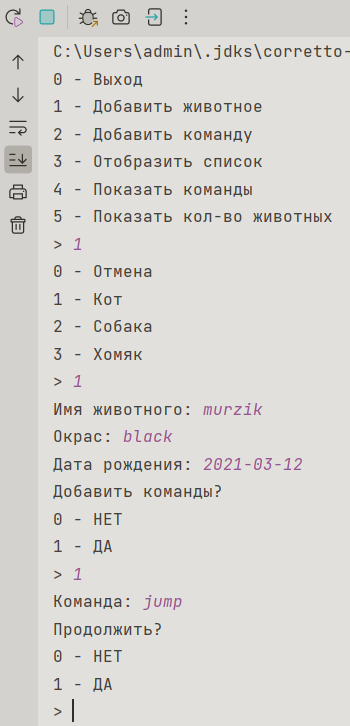 C:\Users\admin\.jdks\corretto-
0 - Выход
1 - Добавить животное
2 - Добавить команду
3 - Отобразить список
4 - Показать команды
5 - Показать кол-во животных
> 1
0 - Отмена
1 - Кот
2 - Собака
3 - Хомяк
> 1
Имя животного: murzik
Окрас: black
Дата рождения: 2021-03-12
Добавить команды?
0 - НЕТ
1 - ДА
> 1
Команда: jump
Продолжить?
0 - НЕТ
1 - ДА
>